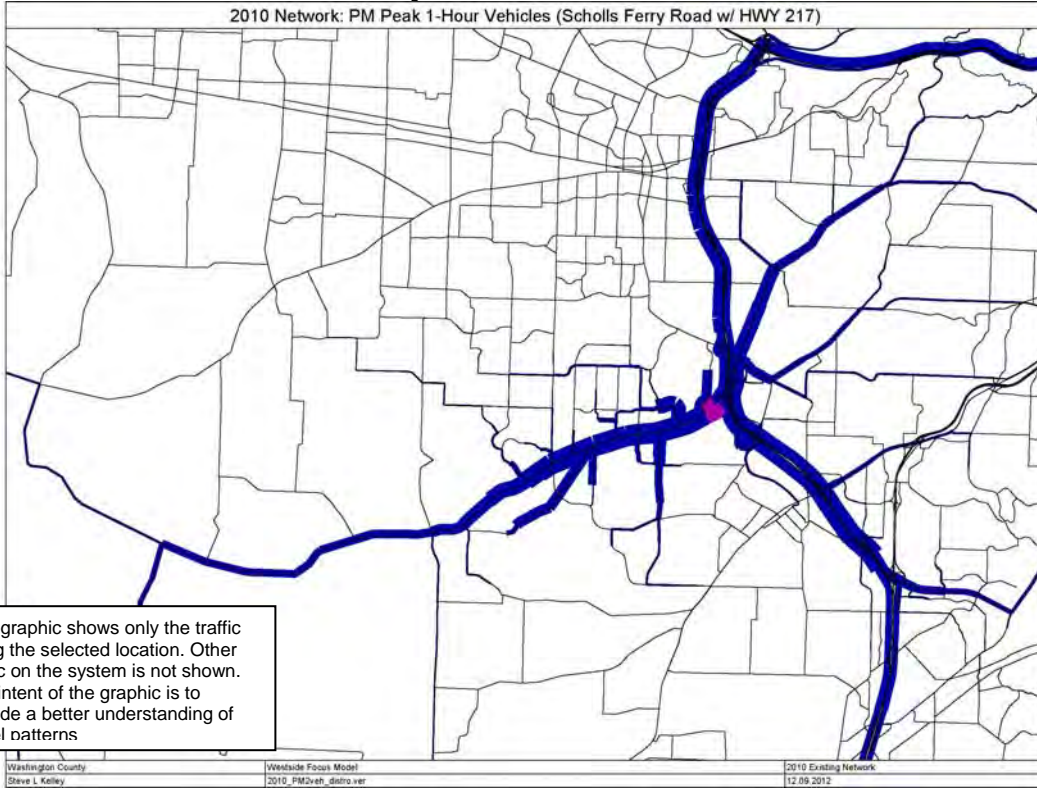 2010 Network: PM Peak 1-Hour Vehicles (Scholls Ferry Road w/ HWY 217)
graphic shows only the traffic
the selected location. Other
on the system is not shown.
intent of the graphic is to
a better understanding of
patterns
Washington County
Westside Focus Model
2010 Existing Network
Steve L Kelley
2010_PM2veh_distro.ver
12.09.2012